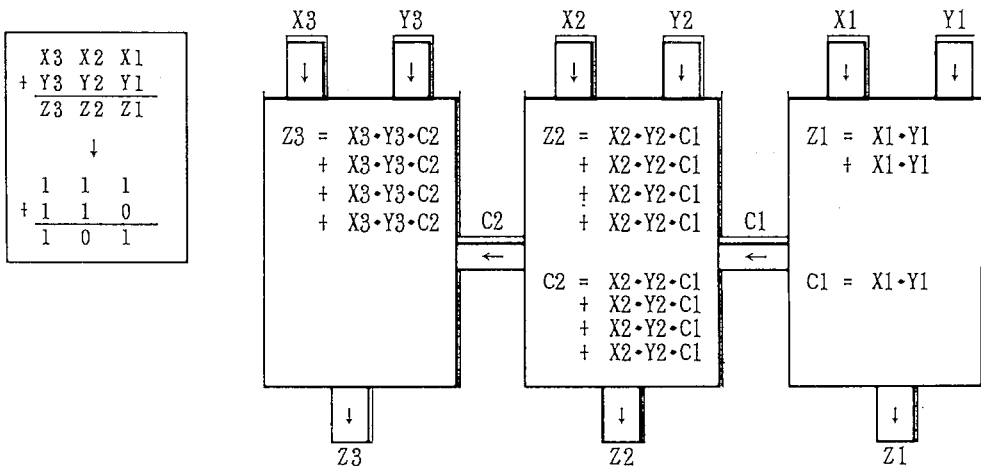 X3 X2 X1
+ Y3 Y2 Y1
Z3 Z2 Z1
↓
1 1 1
+ 1 1 0
1 0 1
X3 Y3 X2 Y2 X1 Y1
↓ ↓ ↓ ↓ ↓ ↓
Z3 = X3•Y3•C2
+ X3•Y3•C2
+ X3•Y3•C2
+ X3•Y3•C2
C2
←
Z2 = X2•Y2•C1
+ X2•Y2•C1
+ X2•Y2•C1
+ X2•Y2•C1
C2 = X2•Y2•C1
+ X2•Y2•C1
+ X2•Y2•C1
+ X2•Y2•C1
C1
←
Z1 = X1•Y1
+ X1•Y1
C1 = X1•Y1
↓ ↓ ↓
Z3 Z2 Z1